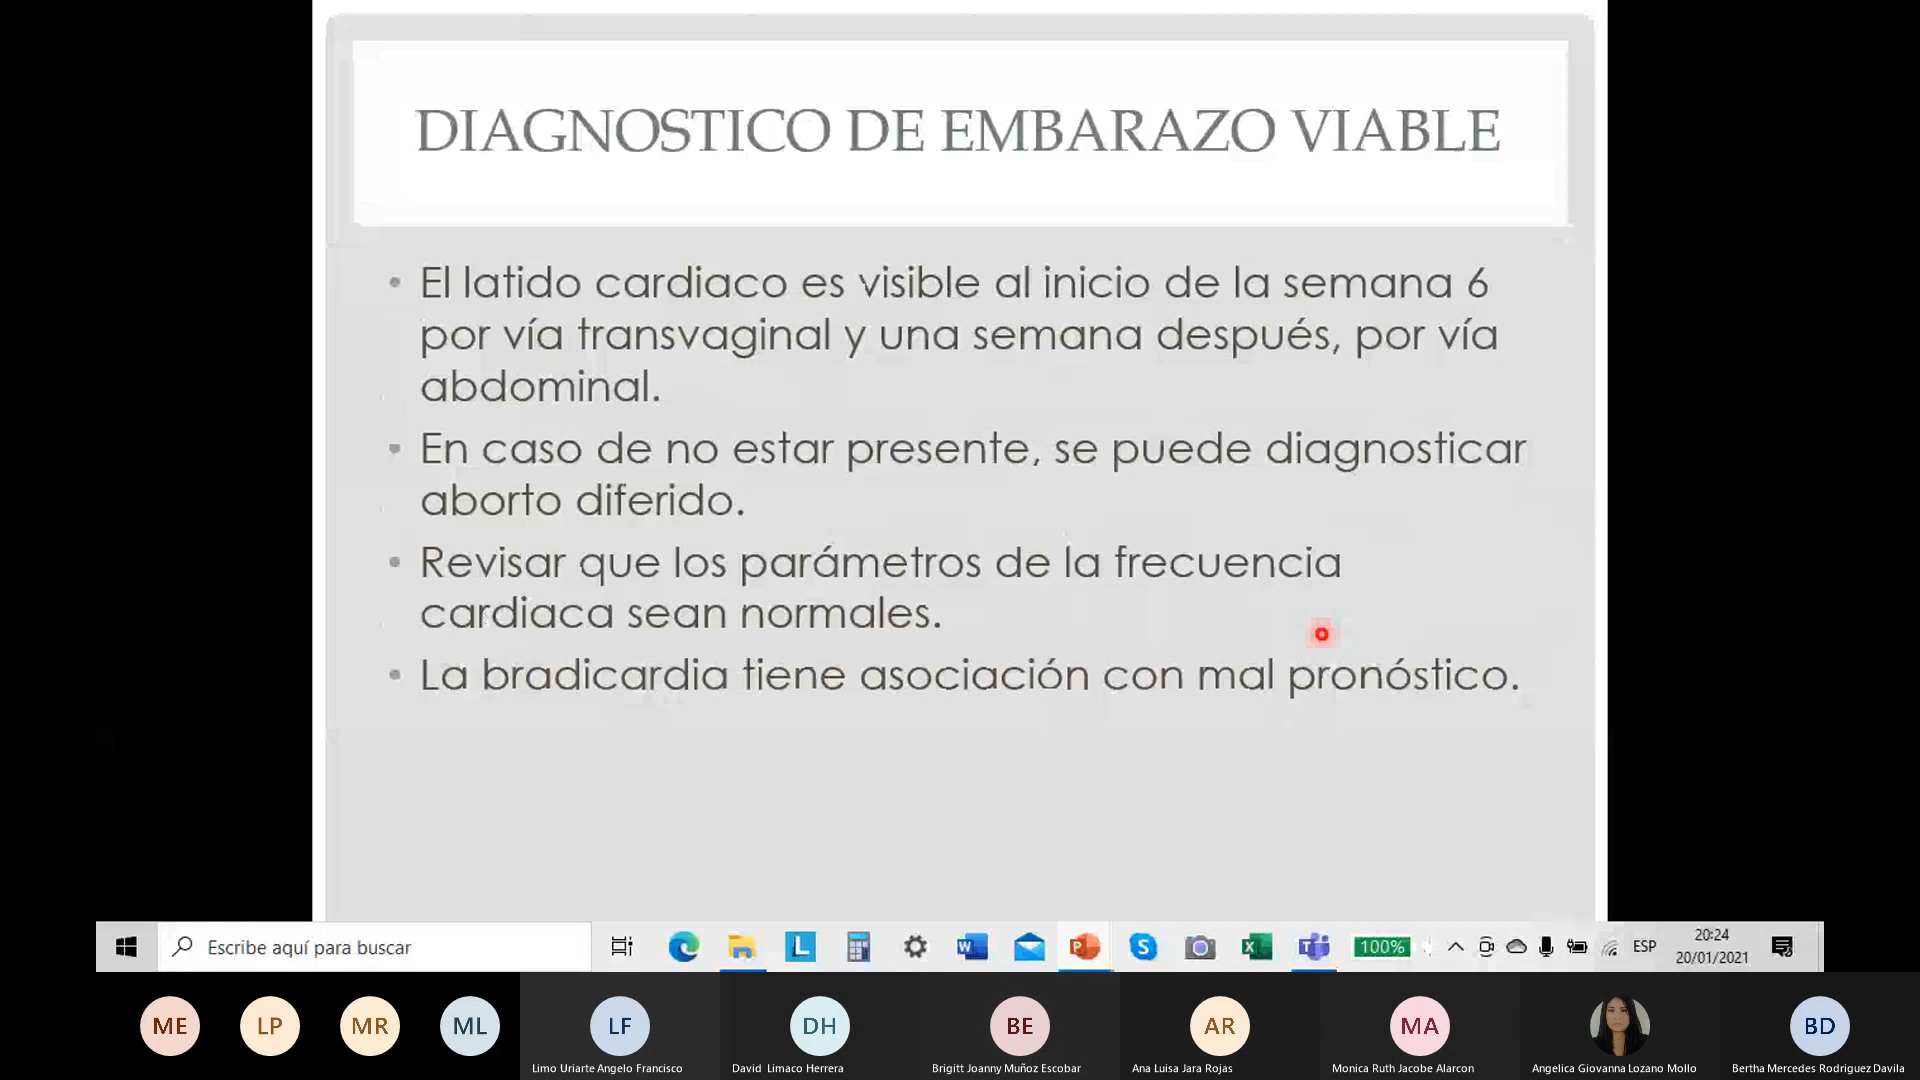 DIAGNOSTICO DE EMBARAZO VIABLE
• El latido cardiaco es visible al inicio de la semana 6
por vía transvaginal y una semana después, por vía
abdominal.
• En caso de no estar presente, se puede diagnosticar
aborto diferido.
• Revisar que los parámetros de la frecuencia
cardiaca sean normales.
• La bradicardia tiene asociación con mal pronóstico.
Escribe aquí para buscar
100%
ESP
20:24
20/01/2021
ME
LP
MR
ML
LF
DH
BE
AR
MA
BD
Limo Uriarte Angelo Francisco
David Limaco Herrera
Brigitt Joanny Muñoz Escobar
Ana Luisa Jara Rojas
Monica Ruth Jacobe Alarcon
Angelica Giovanna Lozano Mollo
Bertha Mercedes Rodriguez Davila